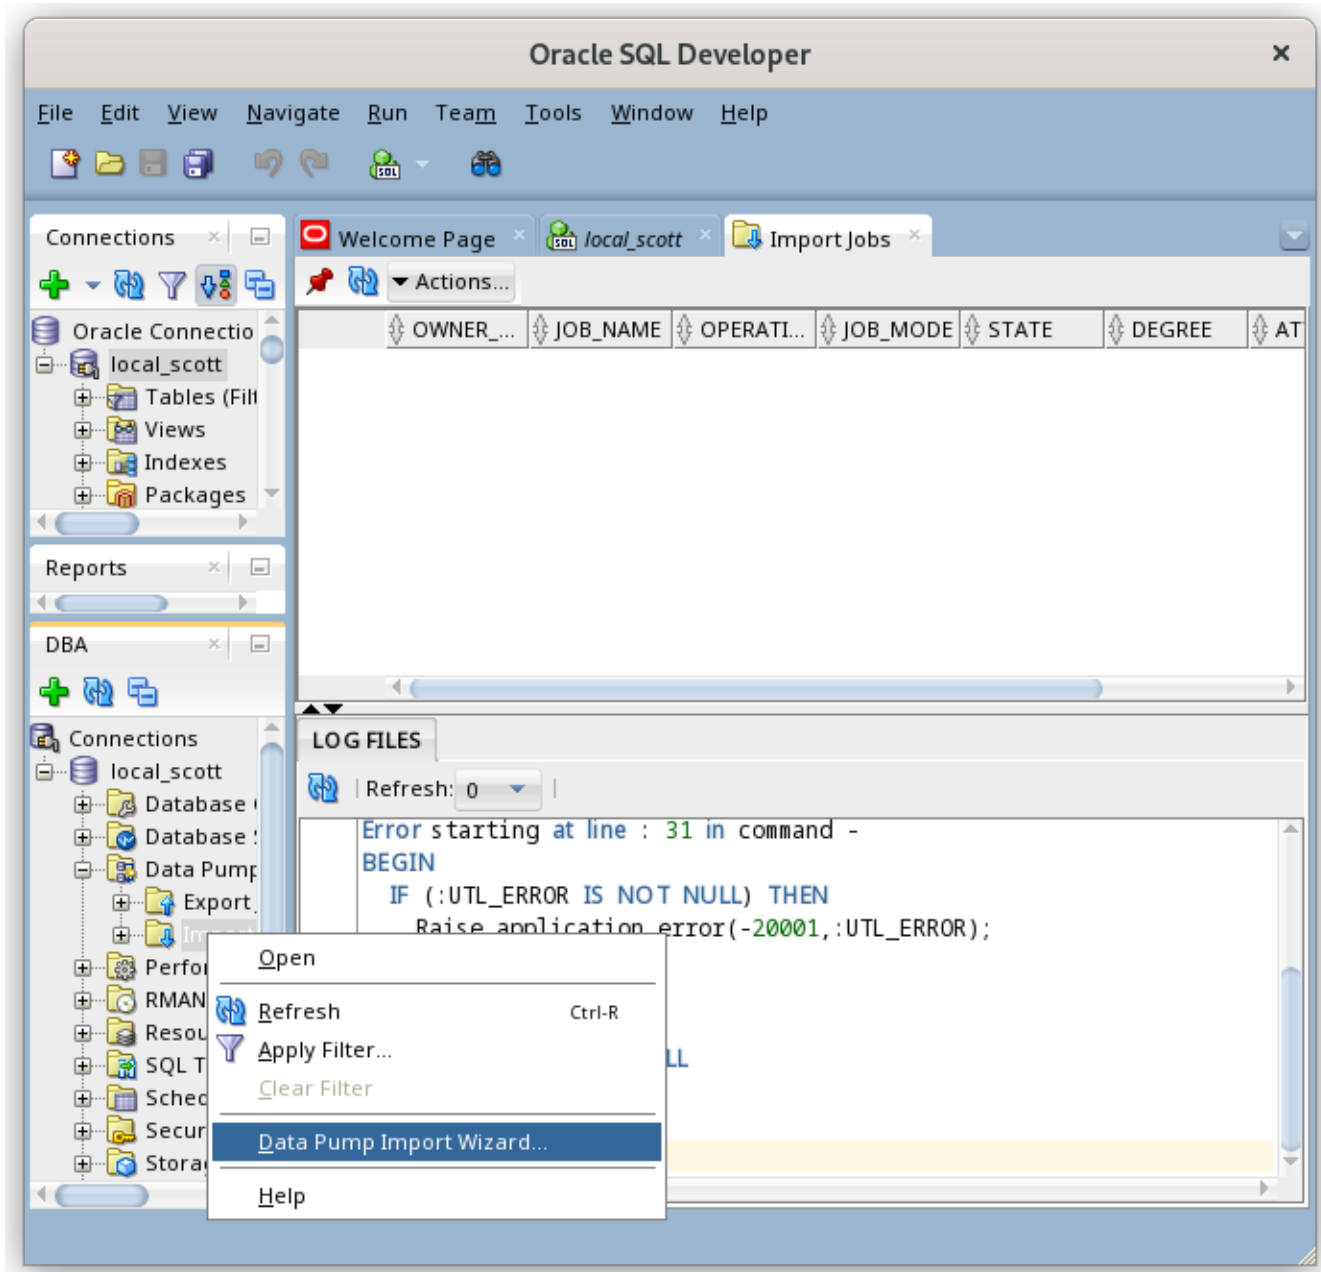 Oracle SQL Developer
File Edit View Navigate Run Team Tools Window Help
SQL
Connections
Oracle Connectio
local_scott
Tables (Filt
Views
Indexes
Packages
Reports
DBA
Connections
local_scott
Database
Database
Data Pump
Export
Import
Perfor
RMAN
Resou
SQL T
Sched
Secur
Stora
Welcome Page
SQL local_scott
Import Jobs
Actions...
OWNER_... JOB_NAME OPERATI... JOB_MODE STATE DEGREE AT
LOG FILES
Refresh: 0
Error starting at line : 31 in command -
BEGIN
IF (:UTL_ERROR IS NOT NULL) THEN
Raise_application_error(-20001,:UTL_ERROR);
LL
Open
Refresh Ctrl-R
Apply Filter...
Clear Filter
Data Pump Import Wizard...
Help